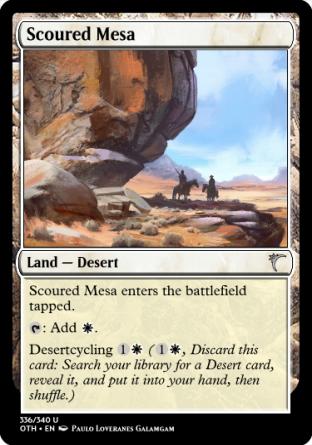 Scoured Mesa
Land — Desert
Scoured Mesa enters the battlefield
tapped.
: Add .
Desertcycling 1 ( 1 , Discard this
card: Search your library for a Desert card,
reveal it, and put it into your hand, then
shuffle.)
336/340 U
OTH • EN Paulo Loveranes Galamgam